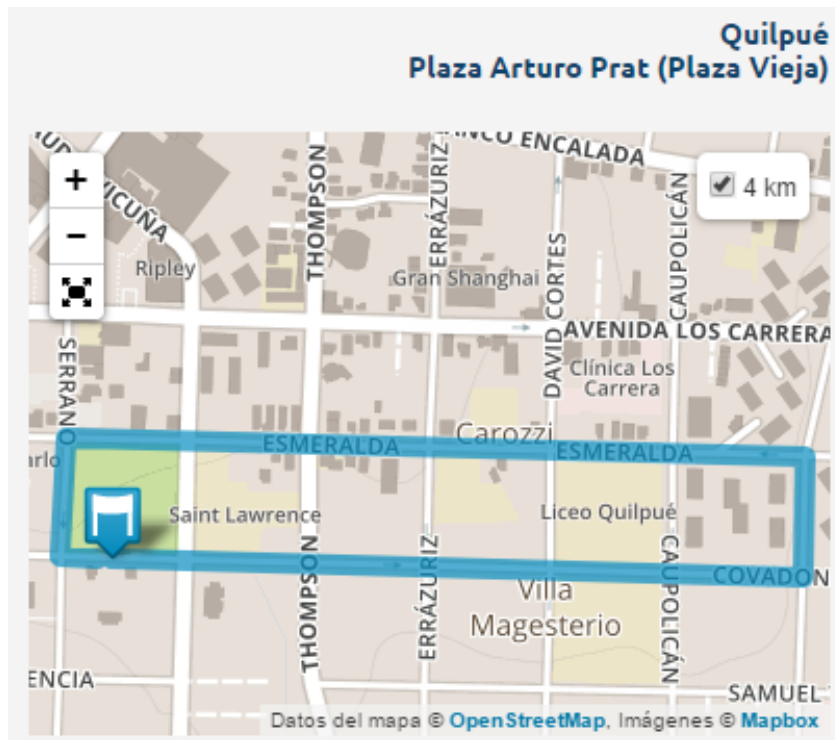 Quilpué
Plaza Arturo Prat (Plaza Vieja)
ANCO ENCALADA
4 km
+
−
VICUÑA
THOMPSON
ERRÁZURIZ
CAUPOLICÁN
Ripley
Gran Shanghai
DAVID CORTES
AVENIDA LOS CARRERA
SERRANO
Clínica Los
Carrera
Carozzi
ESMERALDA
ESMERALDA
arlo
Saint Lawrence
Liceo Quilpué
THOMPSON
ERRÁZURIZ
CAUPOLICÁN
COVADON
Villa
Magesterio
ENCIA
SAMUEL
Datos del mapa © OpenStreetMap, Imágenes © Mapbox